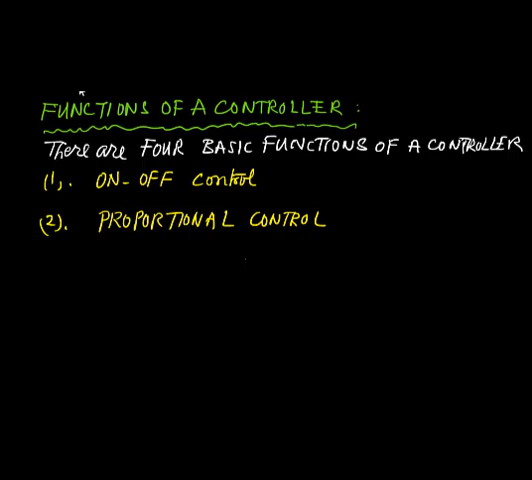 FUNCTIONS OF A CONTROLLER :
There are FOUR BASIC FUNCTIONS OF A CONTROLLER
(1). ON-OFF Control
(2). PROPORTIONAL CONTROL